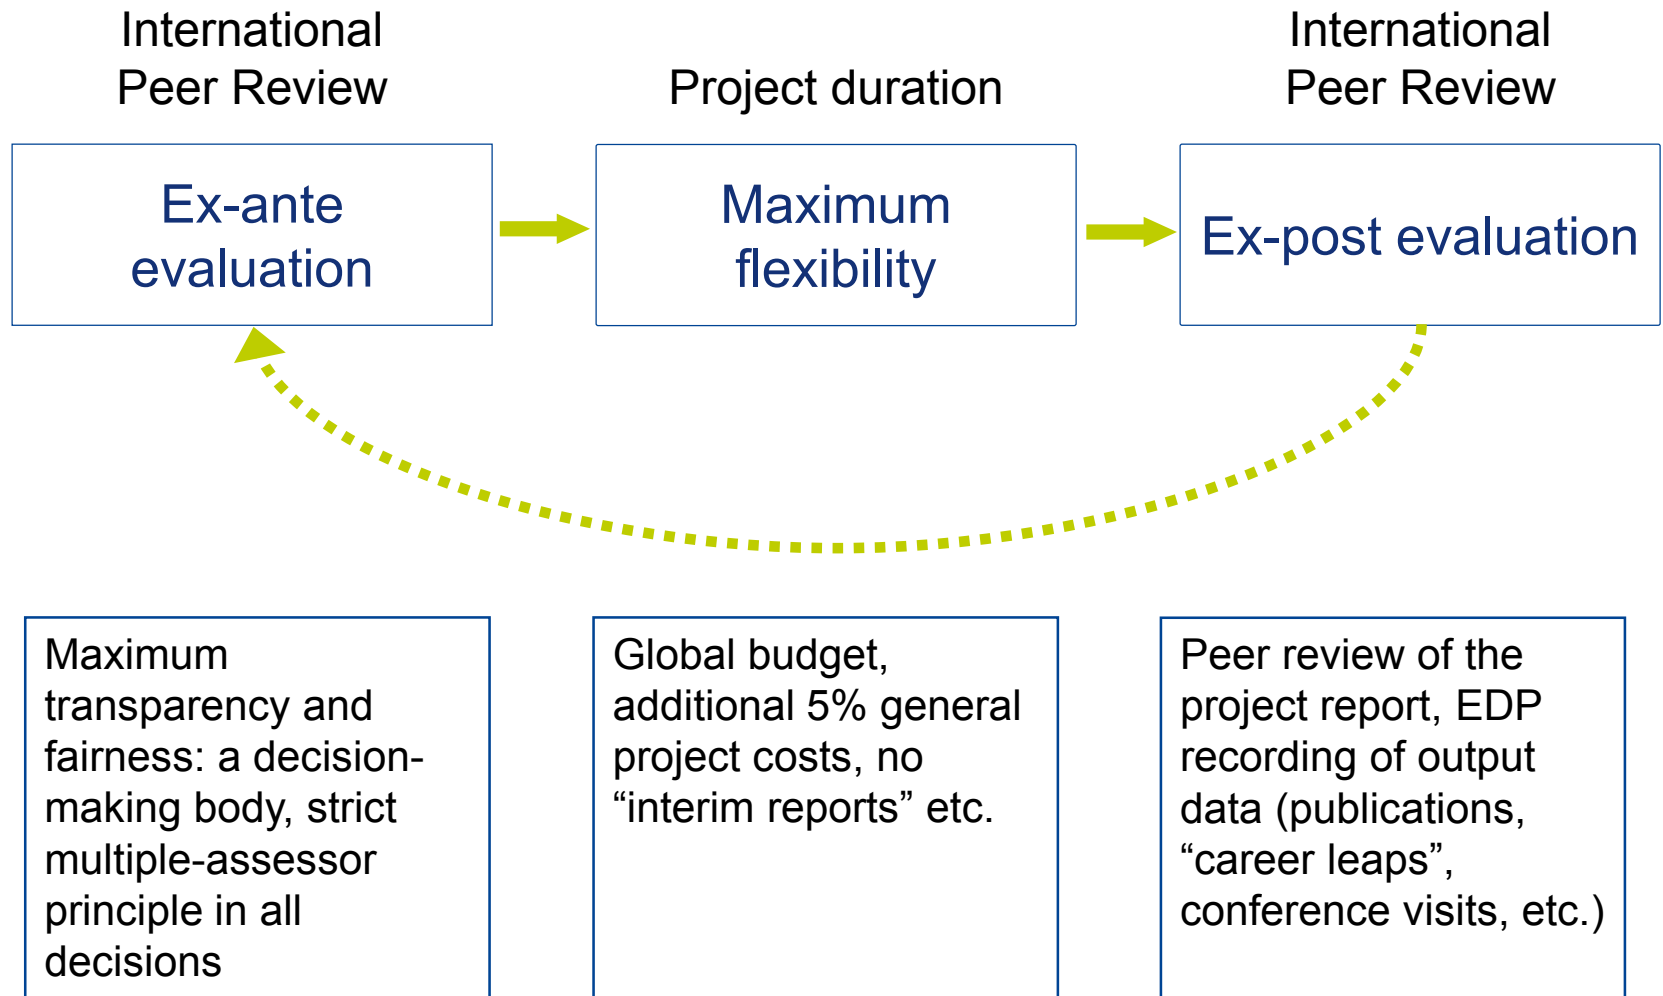 International
Peer Review
Project duration
International
Peer Review
Ex-ante
evaluation
Maximum
flexibility
Ex-post evaluation
Maximum
transparency and
fairness: a decision-
making body, strict
multiple-assessor
principle in all
decisions
Global budget,
additional 5% general
project costs, no
“interim reports” etc.
Peer review of the
project report, EDP
recording of output
data (publications,
“career leaps”,
conference visits, etc.)